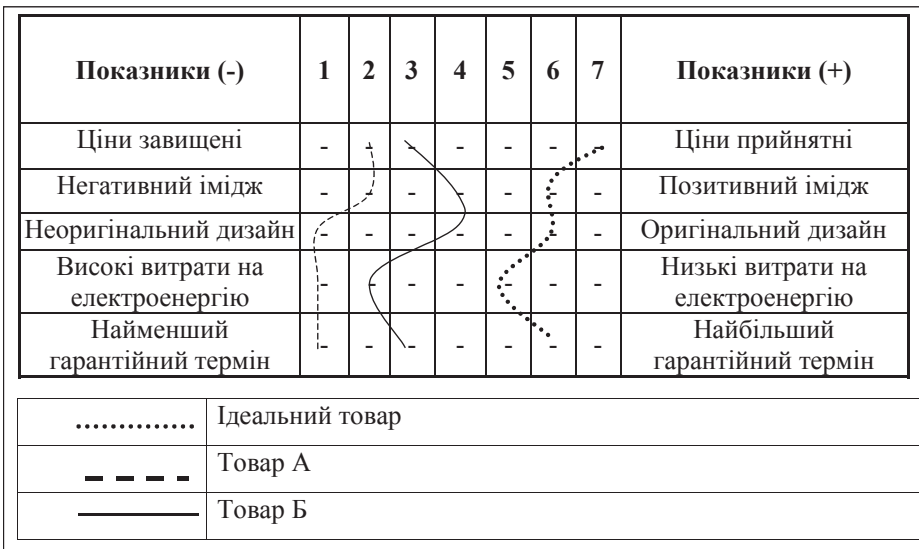 Показники (-) 1 2 3 4 5 6 7 Показники (+)
Ціни завищені - - - - - - - Ціни прийнятні
Негативний імідж - - - - - - - Позитивний імідж
Неоригінальний дизайн - - - - - - - Оригінальний дизайн
Високі витрати на електроенергію - - - - - - - Низькі витрати на електроенергію
Найменший гарантійний термін - - - - - - - Найбільший гарантійний термін
Ідеальний товар
Товар А
Товар Б